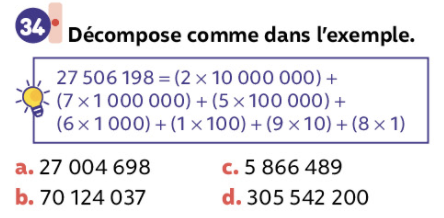 34 Décompose comme dans l'exemple.
27 506 198 = (2 × 10 000 000) +
(7 × 1 000 000) + (5 × 100 000) +
(6 × 1 000) + (1 × 100) + (9 × 10) + (8 × 1)
a. 27 004 698 c. 5 866 489
b. 70 124 037 d. 305 542 200